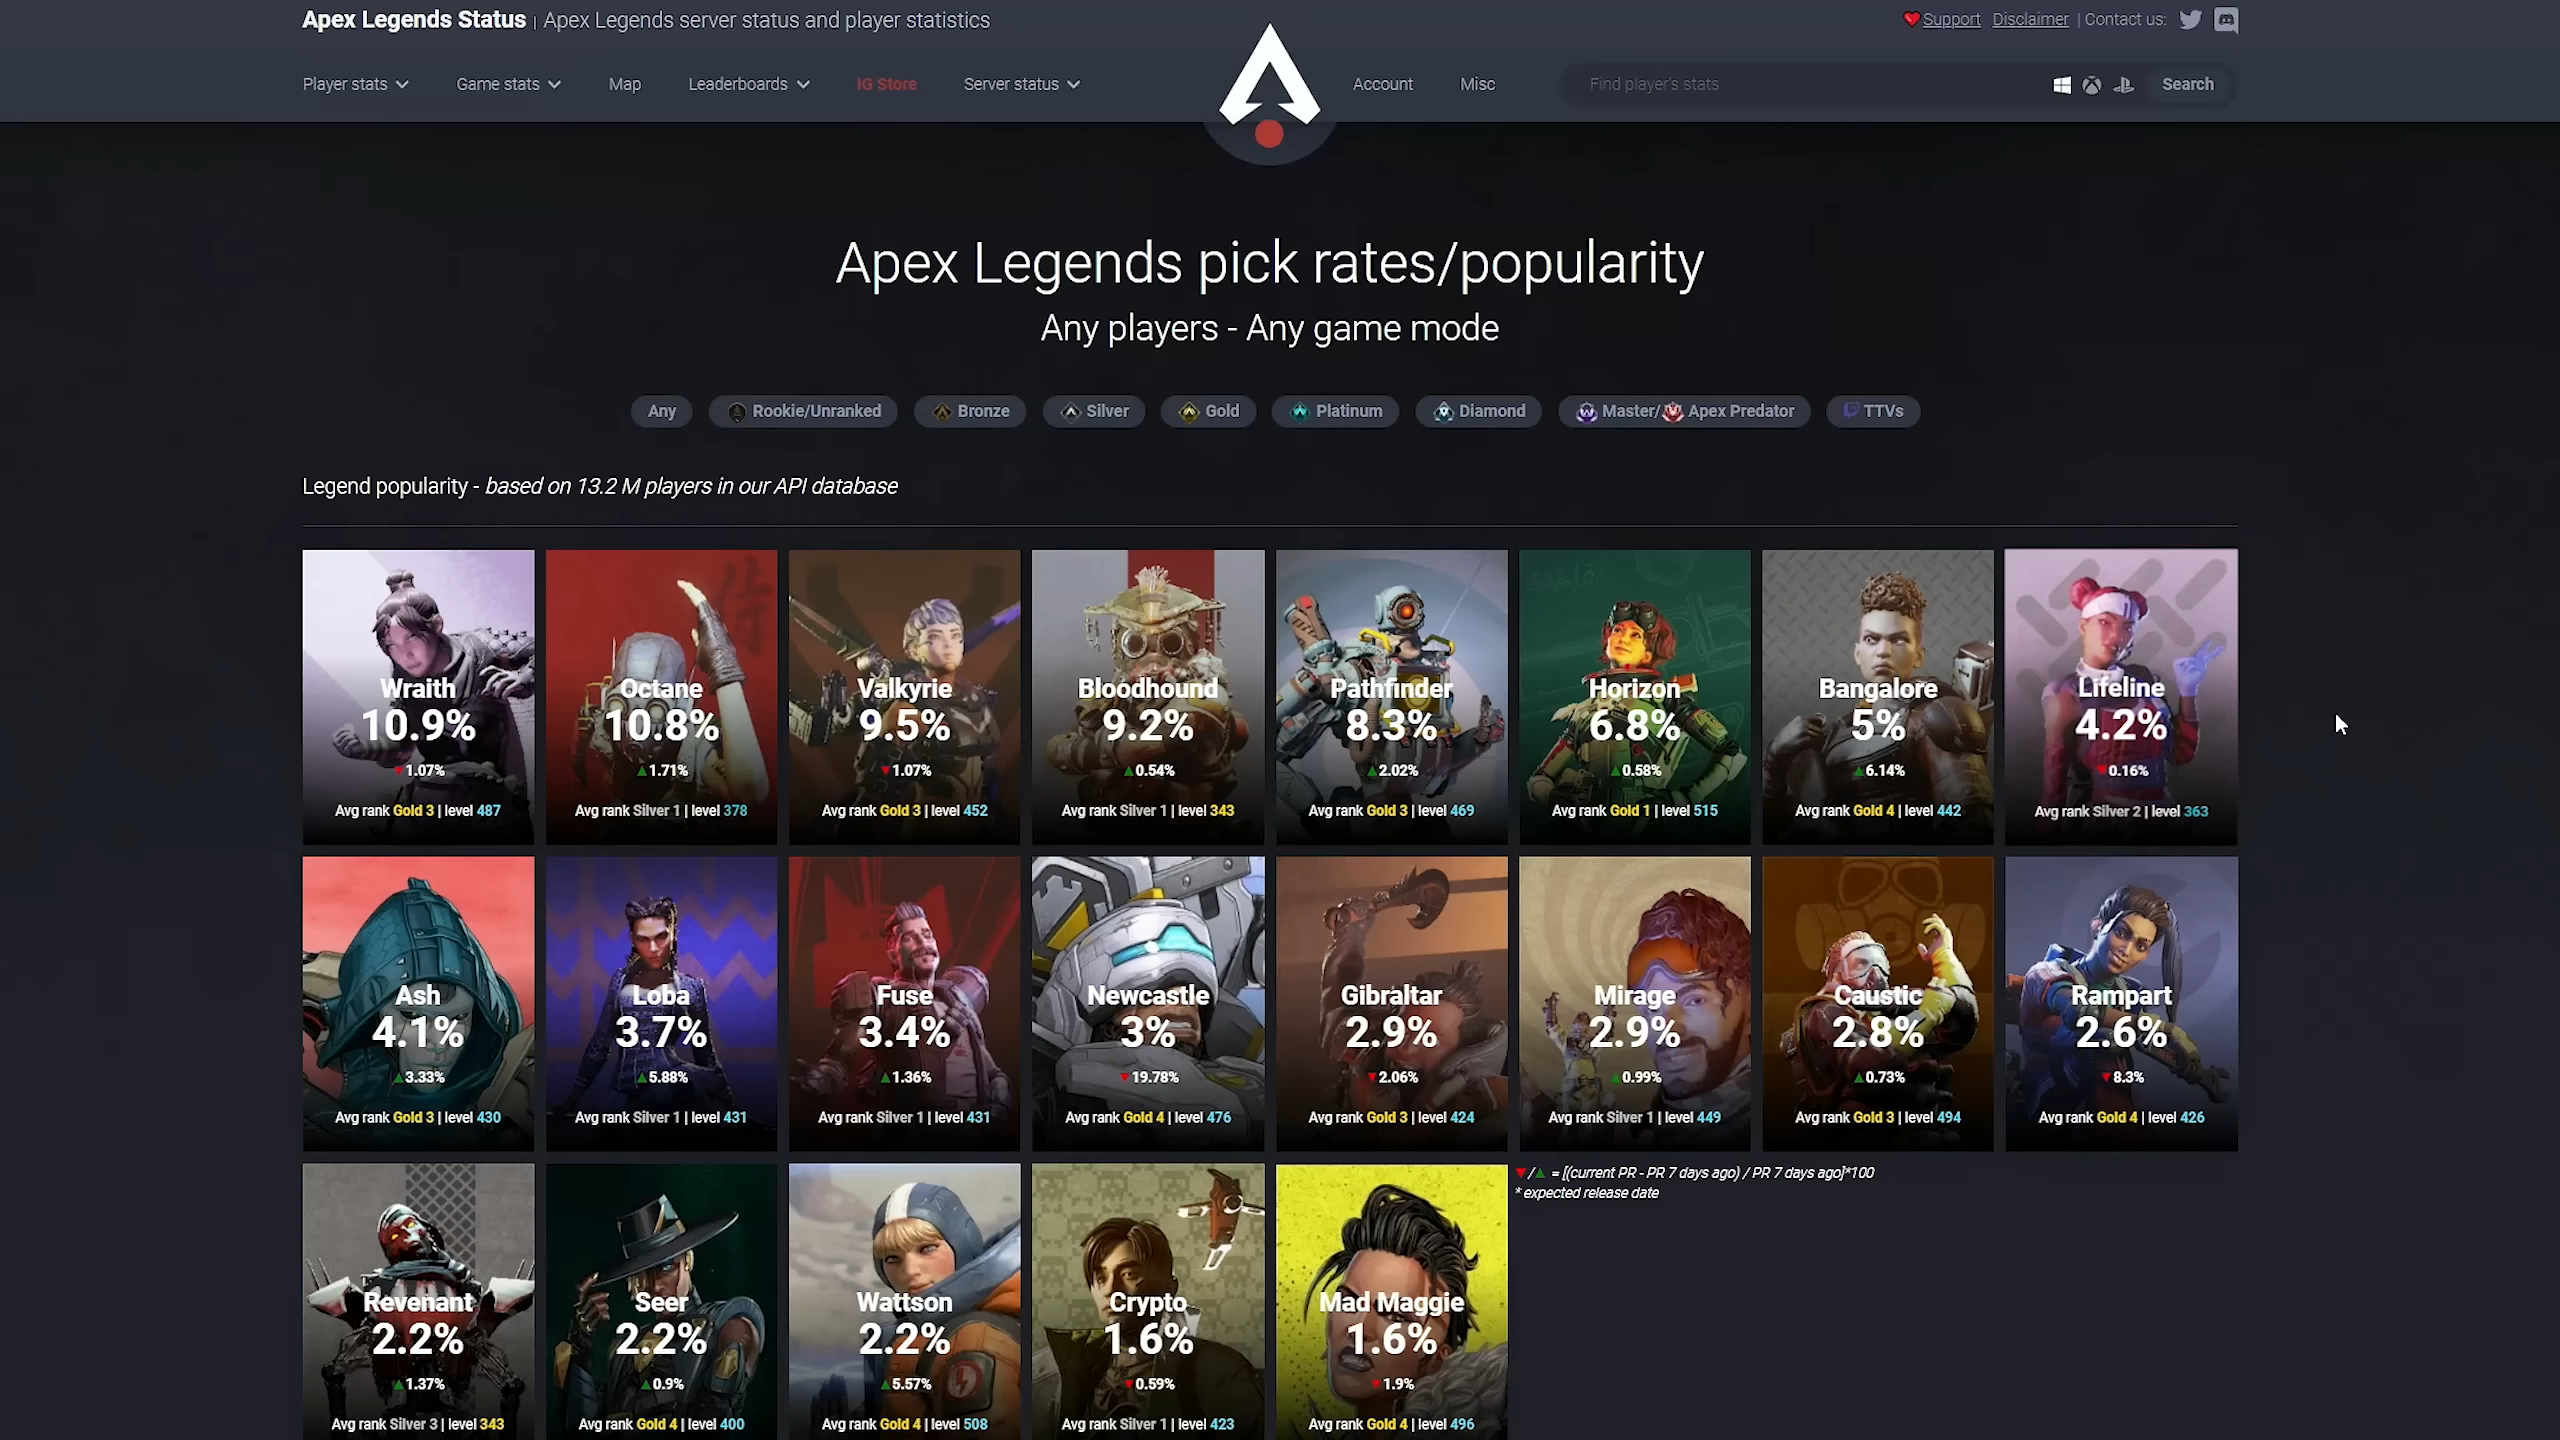 Apex Legends Status | Apex Legends server status and player statistics
Support Disclaimer | Contact us:
Player stats Game stats Map Leaderboards IG Store Server status Account Misc Find player's stats Search
Apex Legends pick rates/popularity
Any players - Any game mode
Any Rookie/Unranked Bronze Silver Gold Platinum Diamond Master/ Apex Predator TTVs
Legend popularity - based on 13.2 M players in our API database
Wraith Octane Valkyrie Bloodhound Pathfinder Horizon Bangalore Lifeline
10.9% 10.8% 9.5% 9.2% 8.3% 6.8% 5% 4.2%
▼1.07% ▲1.71% ▼1.07% ▲0.54% ▲2.02% ▲0.58% ▲6.14% ▼0.16%
Avg rank Gold 3 | level 487 Avg rank Silver 1 | level 378 Avg rank Gold 3 | level 452 Avg rank Silver 1 | level 343 Avg rank Gold 3 | level 469 Avg rank Gold 1 | level 515 Avg rank Gold 4 | level 442 Avg rank Silver 2 | level 363
Ash Loba Fuse Newcastle Gibraltar Mirage Caustic Rampart
4.1% 3.7% 3.4% 3% 2.9% 2.9% 2.8% 2.6%
▲3.33% ▲5.88% ▲1.36% ▼19.78% ▼2.06% ▲0.99% ▲0.73% ▼8.3%
Avg rank Gold 3 | level 430 Avg rank Silver 1 | level 431 Avg rank Silver 1 | level 431 Avg rank Gold 4 | level 476 Avg rank Gold 3 | level 424 Avg rank Silver 1 | level 449 Avg rank Gold 3 | level 494 Avg rank Gold 4 | level 426
▼/▲ = [(current PR - PR 7 days ago) / PR 7 days ago]*100
* expected release date
Revenant Seer Wattson Crypto Mad Maggie
2.2% 2.2% 2.2% 1.6% 1.6%
▲1.37% ▲0.9% ▲5.57% ▼0.59% ▼1.9%
Avg rank Silver 3 | level 343 Avg rank Gold 4 | level 400 Avg rank Gold 4 | level 508 Avg rank Silver 1 | level 423 Avg rank Gold 4 | level 496